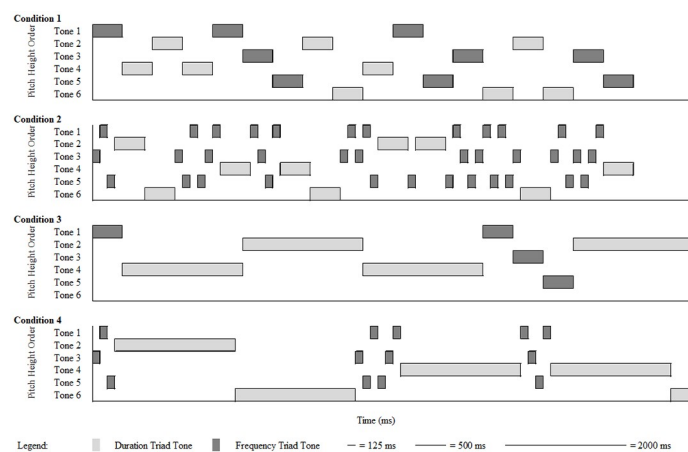 Condition 1
Pitch Height Order
Tone 1
Tone 2
Tone 3
Tone 4
Tone 5
Tone 6
Condition 2
Pitch Height Order
Tone 1
Tone 2
Tone 3
Tone 4
Tone 5
Tone 6
Condition 3
Pitch Height Order
Tone 1
Tone 2
Tone 3
Tone 4
Tone 5
Tone 6
Condition 4
Pitch Height Order
Tone 1
Tone 2
Tone 3
Tone 4
Tone 5
Tone 6
Time (ms)
Legend: Duration Triad Tone Frequency Triad Tone = 125 ms = 500 ms = 2000 ms